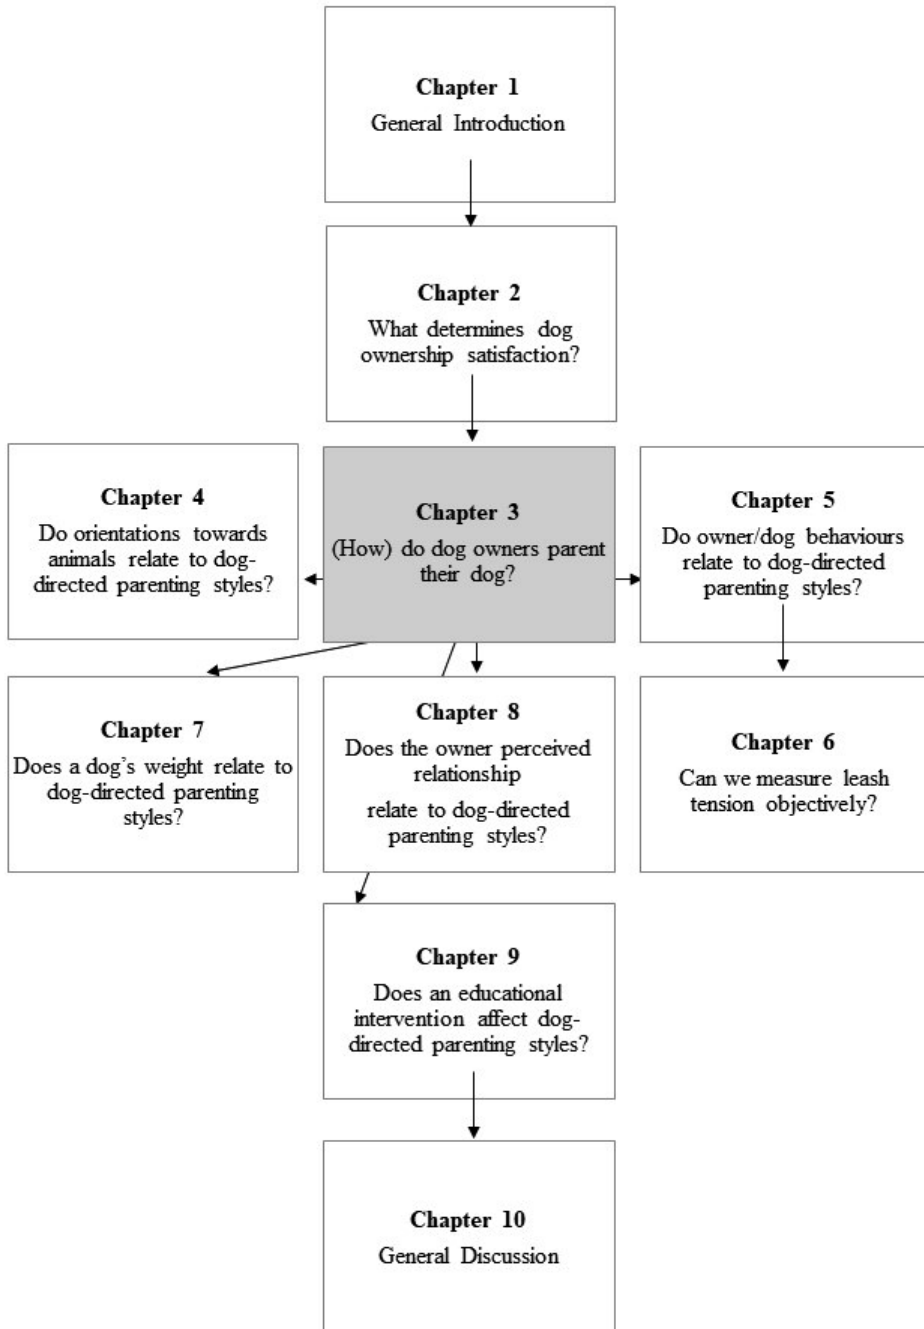 Chapter 1
General Introduction
Chapter 2
What determines dog
ownership satisfaction?
Chapter 4
Do orientations towards
animals relate to dog-
directed parenting styles?
Chapter 3
(How) do dog owners parent
their dog?
Chapter 5
Do owner/dog behaviours
relate to dog-directed
parenting styles?
Chapter 7
Does a dog’s weight relate to
dog-directed parenting
styles?
Chapter 8
Does the owner perceived
relationship
relate to dog-directed
parenting styles?
Chapter 6
Can we measure leash
tension objectively?
Chapter 9
Does an educational
intervention affect dog-
directed parenting styles?
Chapter 10
General Discussion